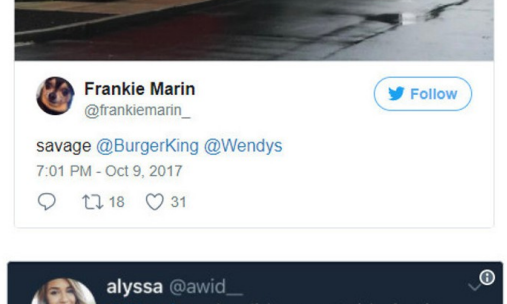 Frankie Marin
@frankiemarin_
Follow
savage @BurgerKing @Wendys
7:01 PM - Oct 9, 2017
18 31
alyssa @awid__